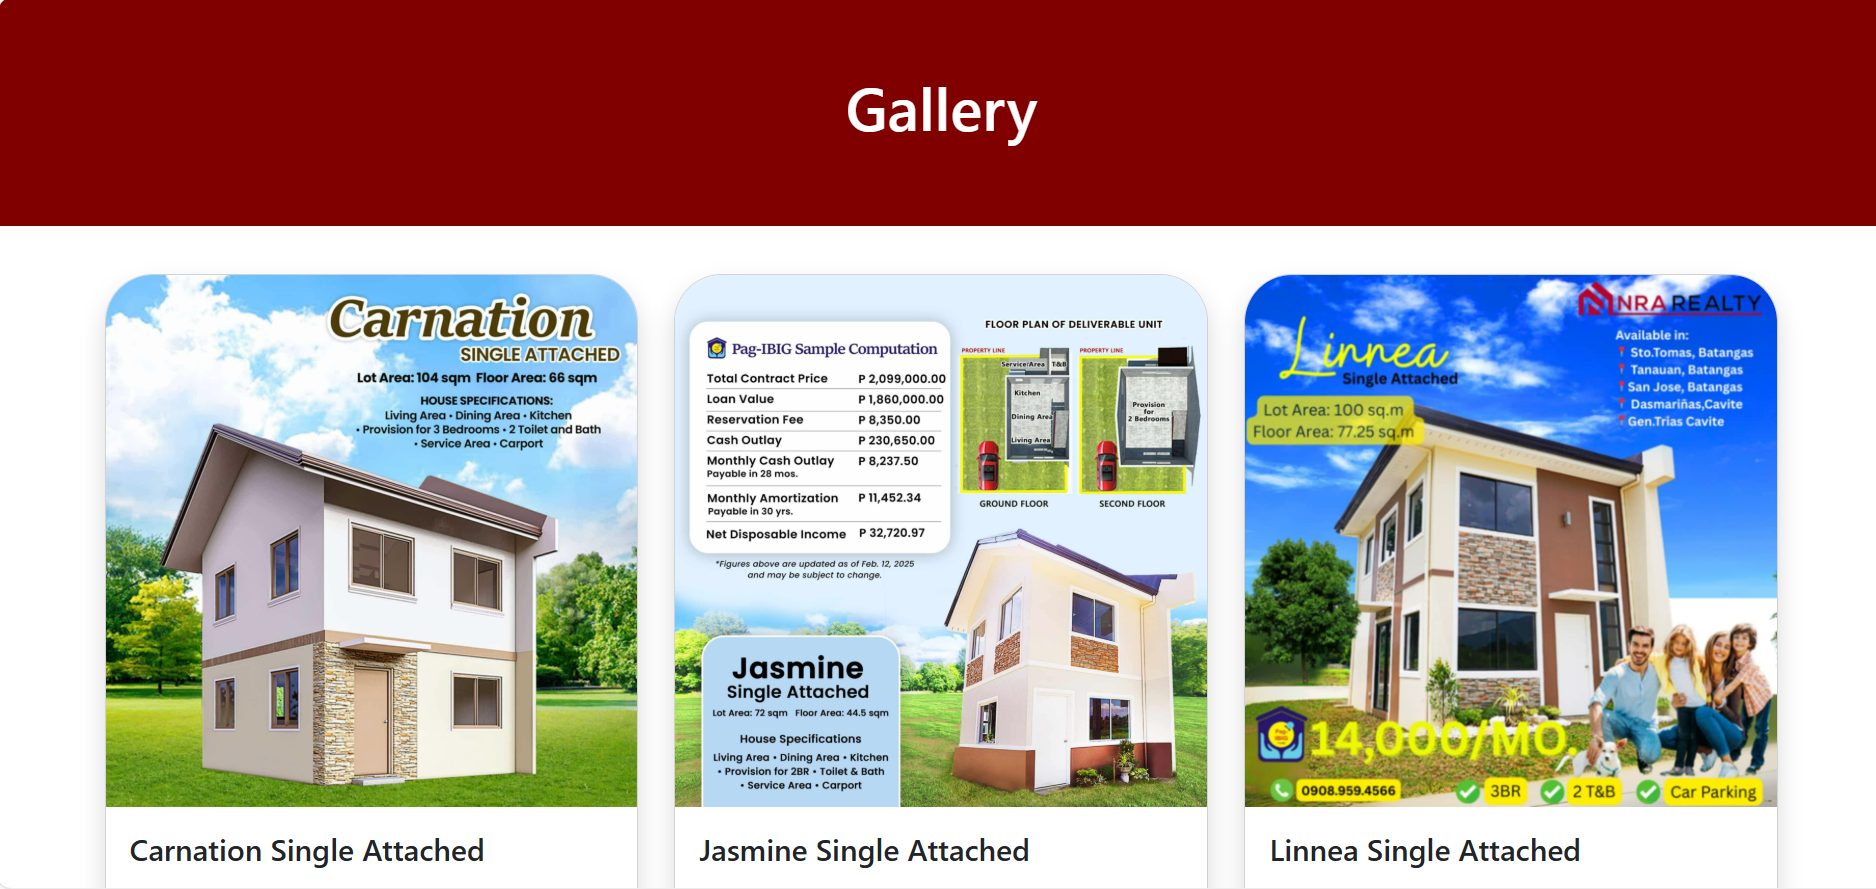 Gallery
Carnation
SINGLE ATTACHED
Lot Area: 104 sqm Floor Area: 66 sqm
HOUSE SPECIFICATIONS:
Living Area • Dining Area • Kitchen
• Provision for 3 Bedrooms • 2 Toilet and Bath
• Service Area • Carport
Carnation Single Attached
Pag-IBIG Sample Computation
Total Contract Price P 2,099,000.00
Loan Value P 1,860,000.00
Reservation Fee P 8,350.00
Cash Outlay P 230,650.00
Monthly Cash Outlay P 8,237.50
Payable in 28 mos.
Monthly Amortization P 11,452.34
Payable in 30 yrs.
Net Disposable Income P 32,720.97
*Figures above are updated as of Feb. 12, 2025
and may be subject to change.
FLOOR PLAN OF DELIVERABLE UNIT
PROPERTY LINE
Service Area T&B
Kitchen
Dining Area
Living Area
GROUND FLOOR
PROPERTY LINE
Provision
for
2 Bedrooms
SECOND FLOOR
Jasmine
Single Attached
Lot Area: 72 sqm Floor Area: 44.5 sqm
House Specifications
Living Area • Dining Area • Kitchen
• Provision for 2BR • Toilet & Bath
• Service Area • Carport
Jasmine Single Attached
NRA REALTY
Linnea
Single Attached
Lot Area: 100 sq.m
Floor Area: 77.25 sq.m
Available in:
Sto.Tomas, Batangas
Tanauan, Batangas
San Jose, Batangas
Dasmariñas,Cavite
Gen.Trias Cavite
Pag-IBIG
14,000/MO.
0908.959.4566
3BR
2 T&B
Car Parking
Linnea Single Attached